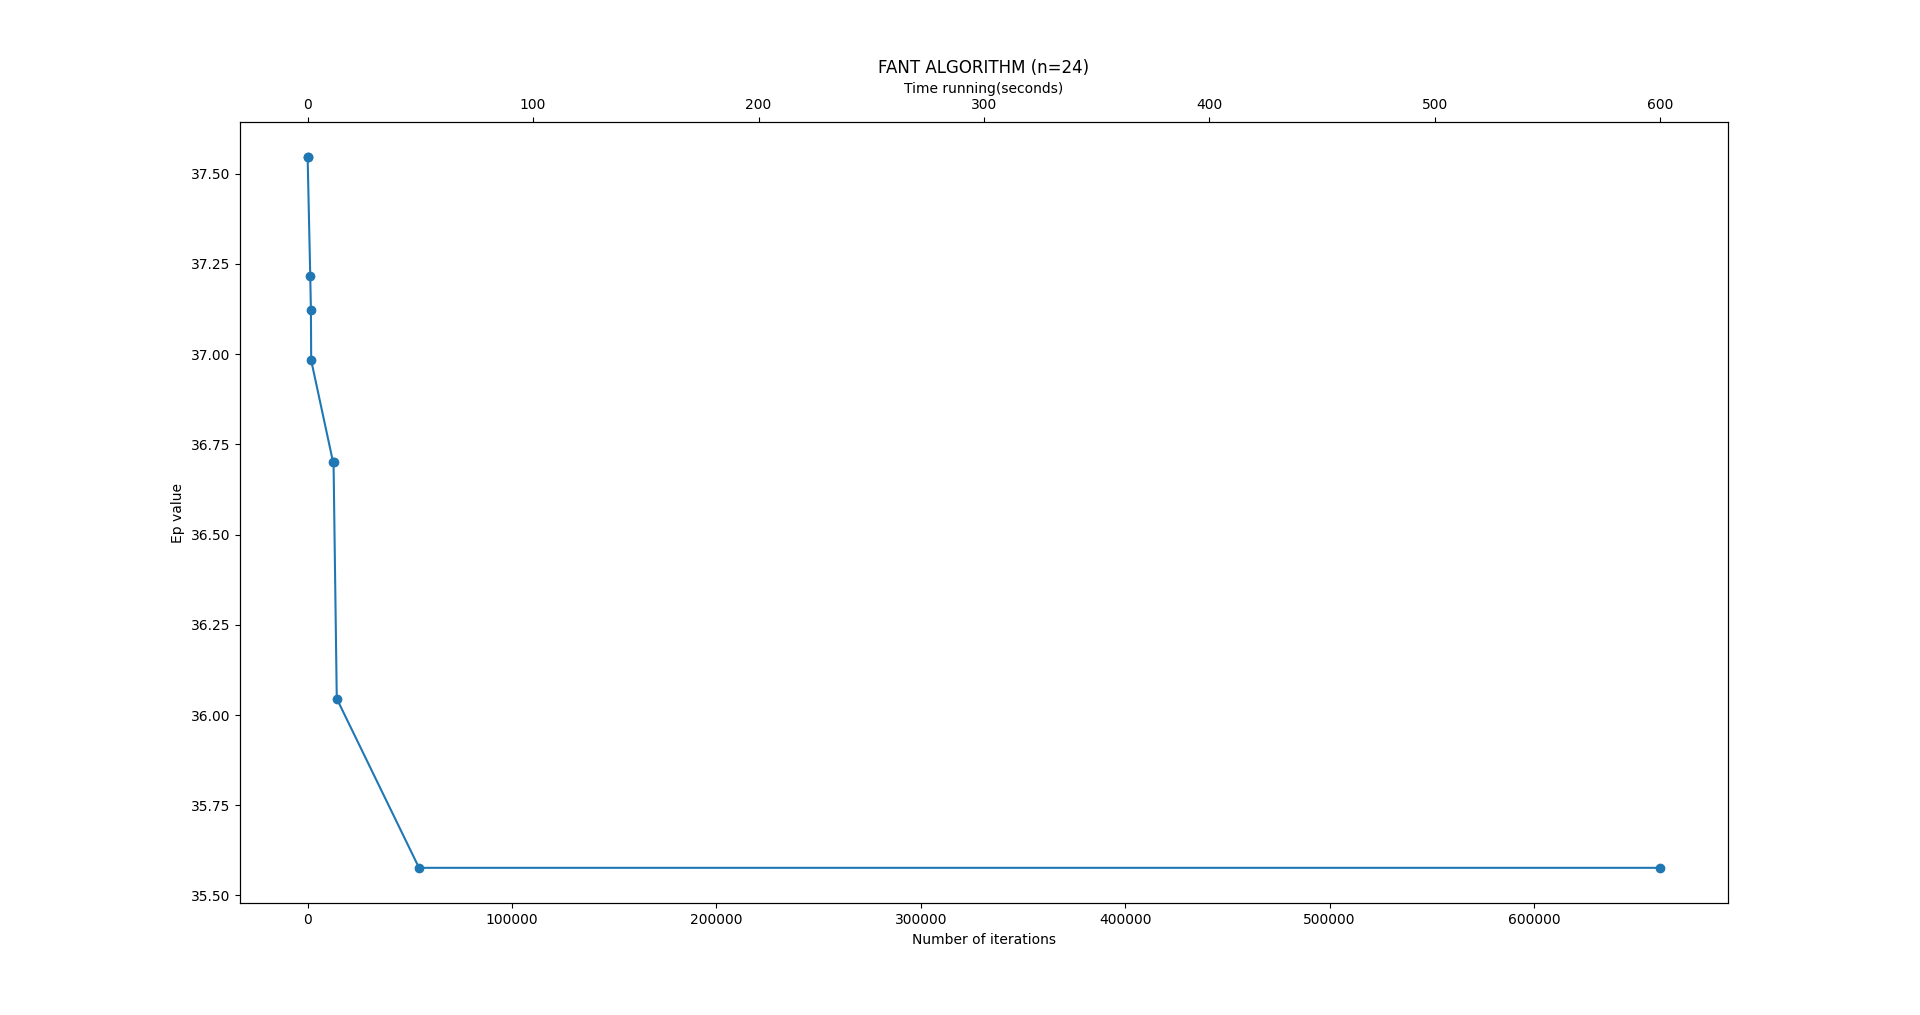 FANT ALGORITHM (n=24)
Time running(seconds)
0 100 200 300 400 500 600
37.50
37.25
37.00
36.75
36.50
36.25
36.00
35.75
35.50
Ep value
0 100000 200000 300000 400000 500000 600000
Number of iterations